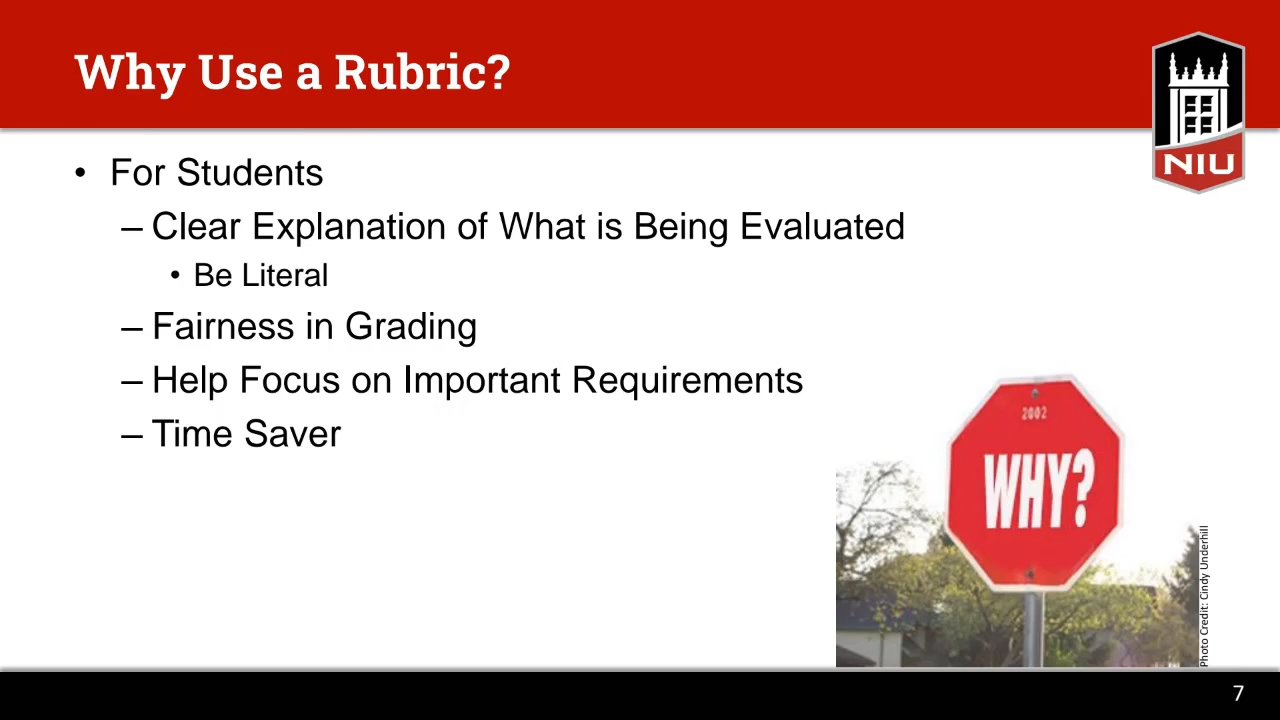 Why Use a Rubric?
NIU
• For Students
– Clear Explanation of What is Being Evaluated
• Be Literal
– Fairness in Grading
– Help Focus on Important Requirements
– Time Saver
2002
WHY?
Photo Credit: Cindy Underhill
7